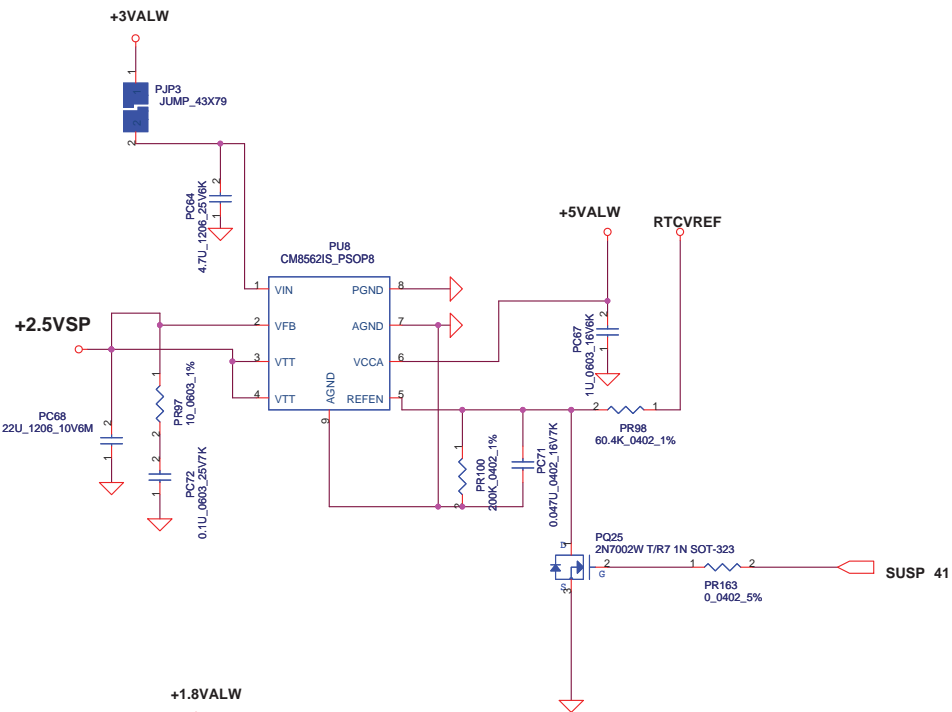 +3VALW
1
PJP3
JUMP_43X79
1
2
2
PC64
4.7U_1206_25V6K
2
1
+5VALW
RTCVREF
PU8
CM8562IS_PSOP8
1
VIN
PGND
8
2
VFB
AGND
7
3
VTT
VCCA
6
4
VTT
REFEN
5
AGND
9
+2.5VSP
PC68
22U_1206_10V6M
2
1
1
PR97
10_0603_1%
2
2
PC72
0.1U_0603_25V7K
1
2
PC67
1U_0603_16V6K
1
2
1
PR98
60.4K_0402_1%
1
PR100
200K_0402_1%
2
PC71
0.047U_0402_16V7K
PQ25
2N7002W T/R7 1N SOT-323
D
1
G
2
S
3
1
2
PR163
0_0402_5%
SUSP 41
+1.8VALW